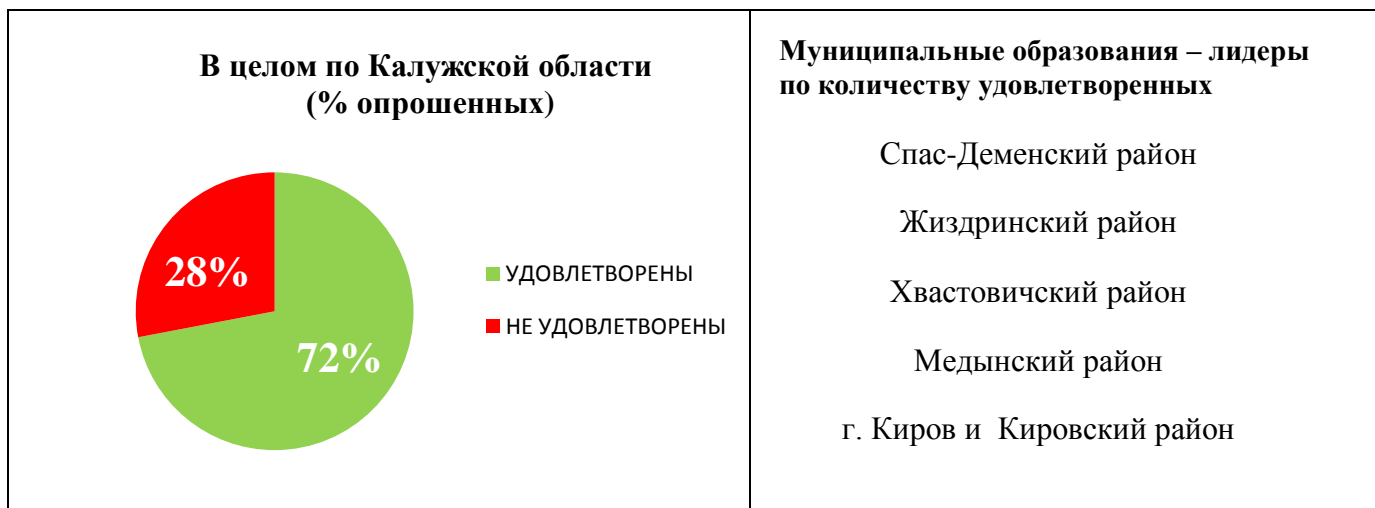 В целом по Калужской области
(% опрошенных)
28%
72%
УДОВЛЕТВОРЕНЫ
НЕ УДОВЛЕТВОРЕНЫ
Муниципальные образования – лидеры
по количеству удовлетворенных
Спас-Деменский район
Жиздринский район
Хвастовичский район
Медынский район
г. Киров и  Кировский район